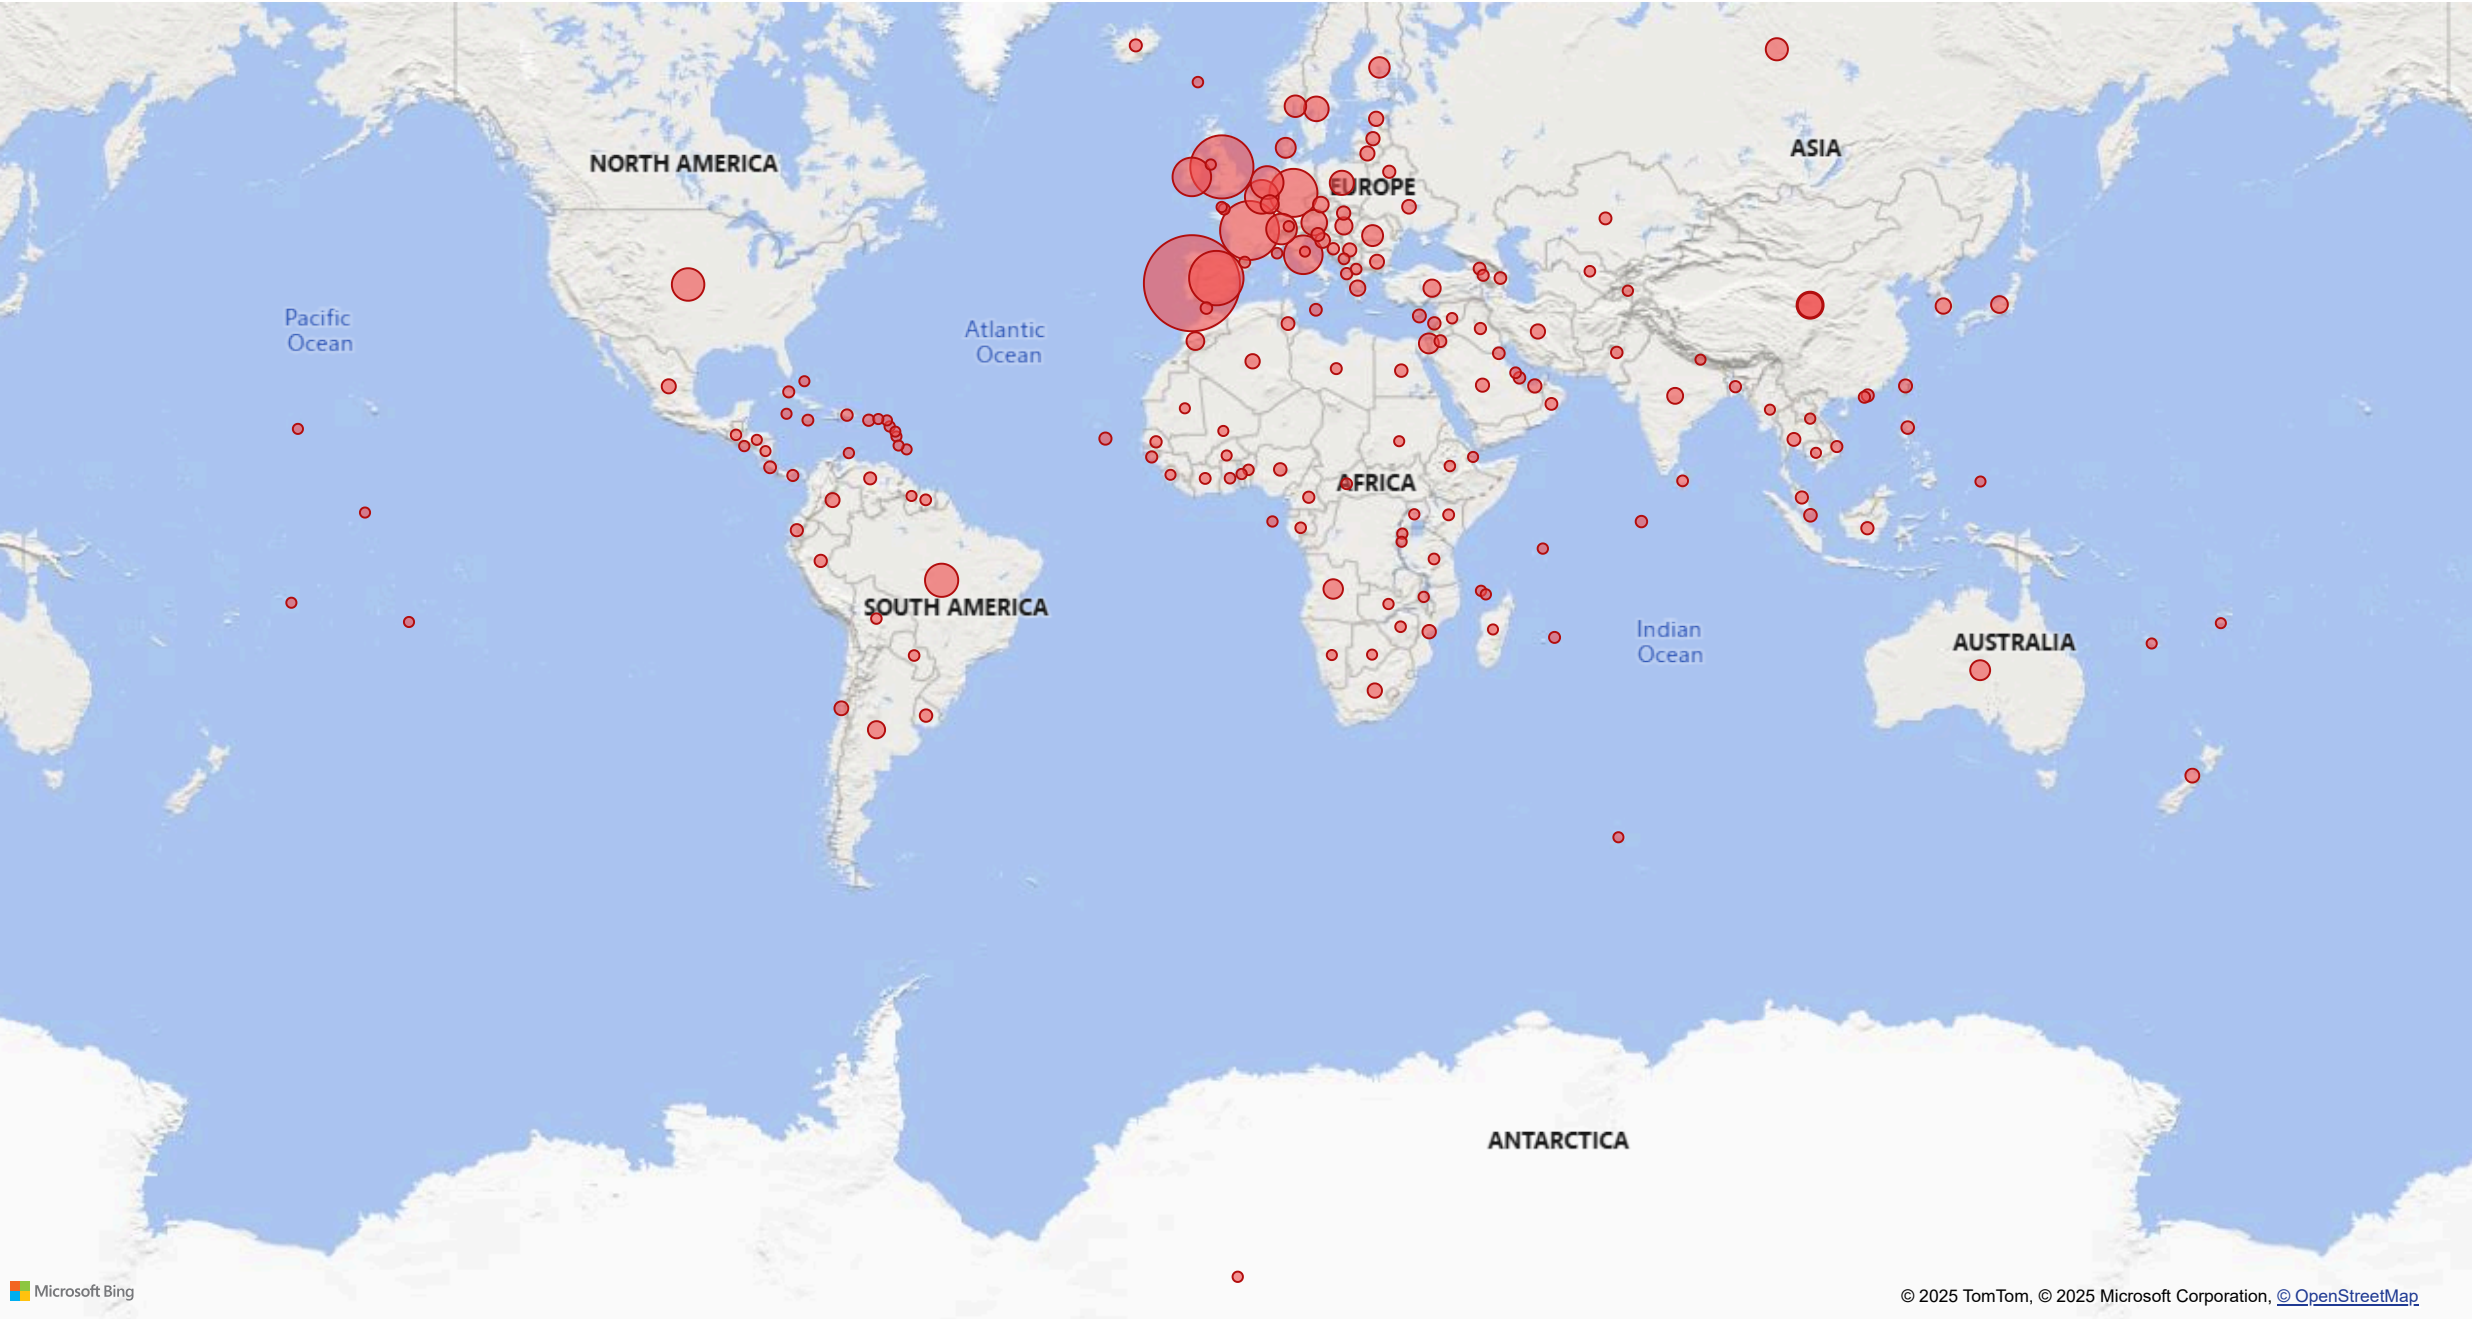 NORTH AMERICA
ASIA
EUROPE
Pacific
Ocean
Atlantic
Ocean
AFRICA
SOUTH AMERICA
Indian
Ocean
AUSTRALIA
ANTARCTICA
Microsoft Bing
© 2025 TomTom, © 2025 Microsoft Corporation, © OpenStreetMap